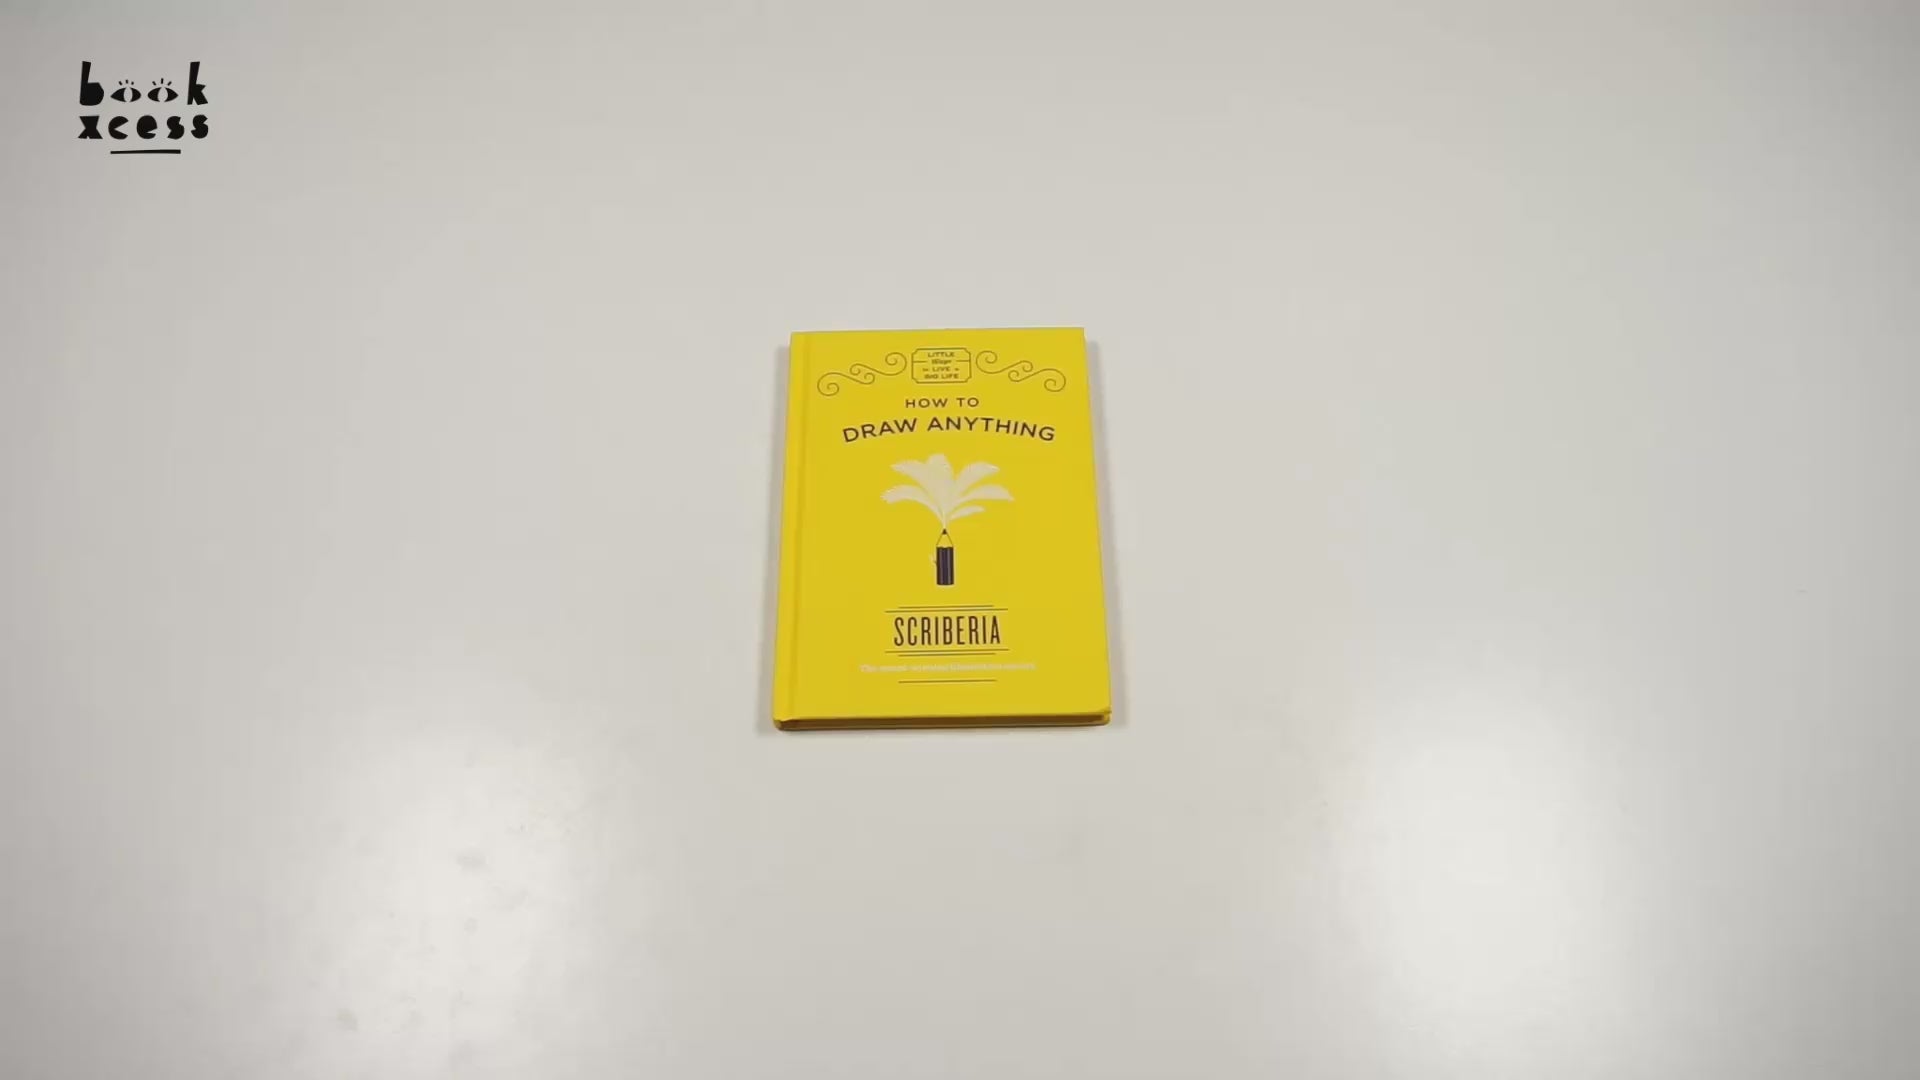 book
xcess
LITTLE
Ways
to LIVE a
BIG LIFE
HOW TO
DRAW ANYTHING
SCRIBERIA